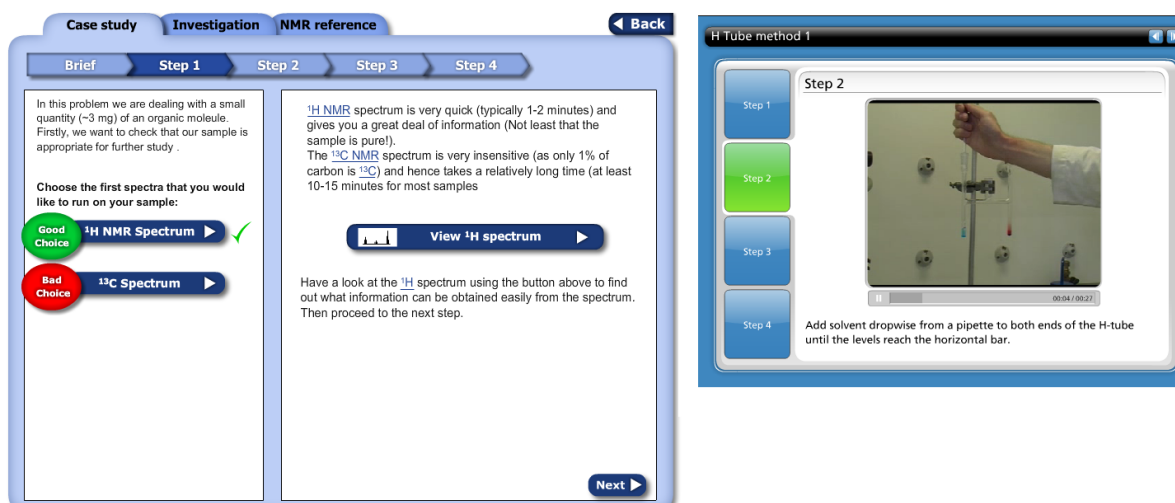 Case study
Investigation
NMR reference
Back
Brief
Step 1
Step 2
Step 3
Step 4
In this problem we are dealing with a small
quantity (~3 mg) of an organic moleule.
Firstly, we want to check that our sample is
appropriate for further study .
Choose the first spectra that you would
like to run on your sample:
Good
Choice
¹H NMR Spectrum
Bad
Choice
¹³C Spectrum
¹H NMR spectrum is very quick (typically 1-2 minutes) and
gives you a great deal of information (Not least that the
sample is pure!).
The ¹³C NMR spectrum is very insensitive (as only 1% of
carbon is ¹³C) and hence takes a relatively long time (at least
10-15 minutes for most samples
View ¹H spectrum
Have a look at the ¹H spectrum using the button above to find
out what information can be obtained easily from the spectrum.
Then proceed to the next step.
Next
H Tube method 1
Step 1
Step 2
Step 3
Step 4
Step 2
00:04 / 00:27
Add solvent dropwise from a pipette to both ends of the H-tube
until the levels reach the horizontal bar.